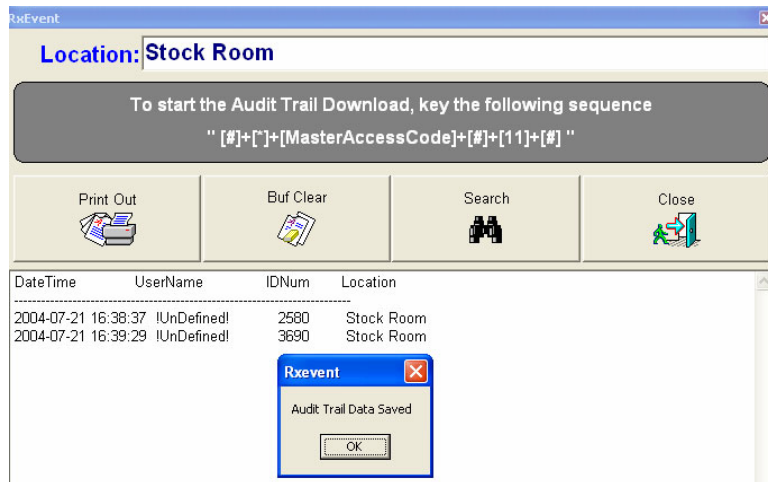 RxEvent
Location: Stock Room
To start the Audit Trail Download, key the following sequence
" [#]+[*]+[MasterAccessCode]+[#]+[11]+[#] "
Print Out Buf Clear Search Close
DateTime UserName IDNum Location
--------------------------------------------------------------------------------
2004-07-21 16:38:37 !UnDefined! 2580 Stock Room
2004-07-21 16:39:29 !UnDefined! 3690 Stock Room
Rxevent
Audit Trail Data Saved
OK